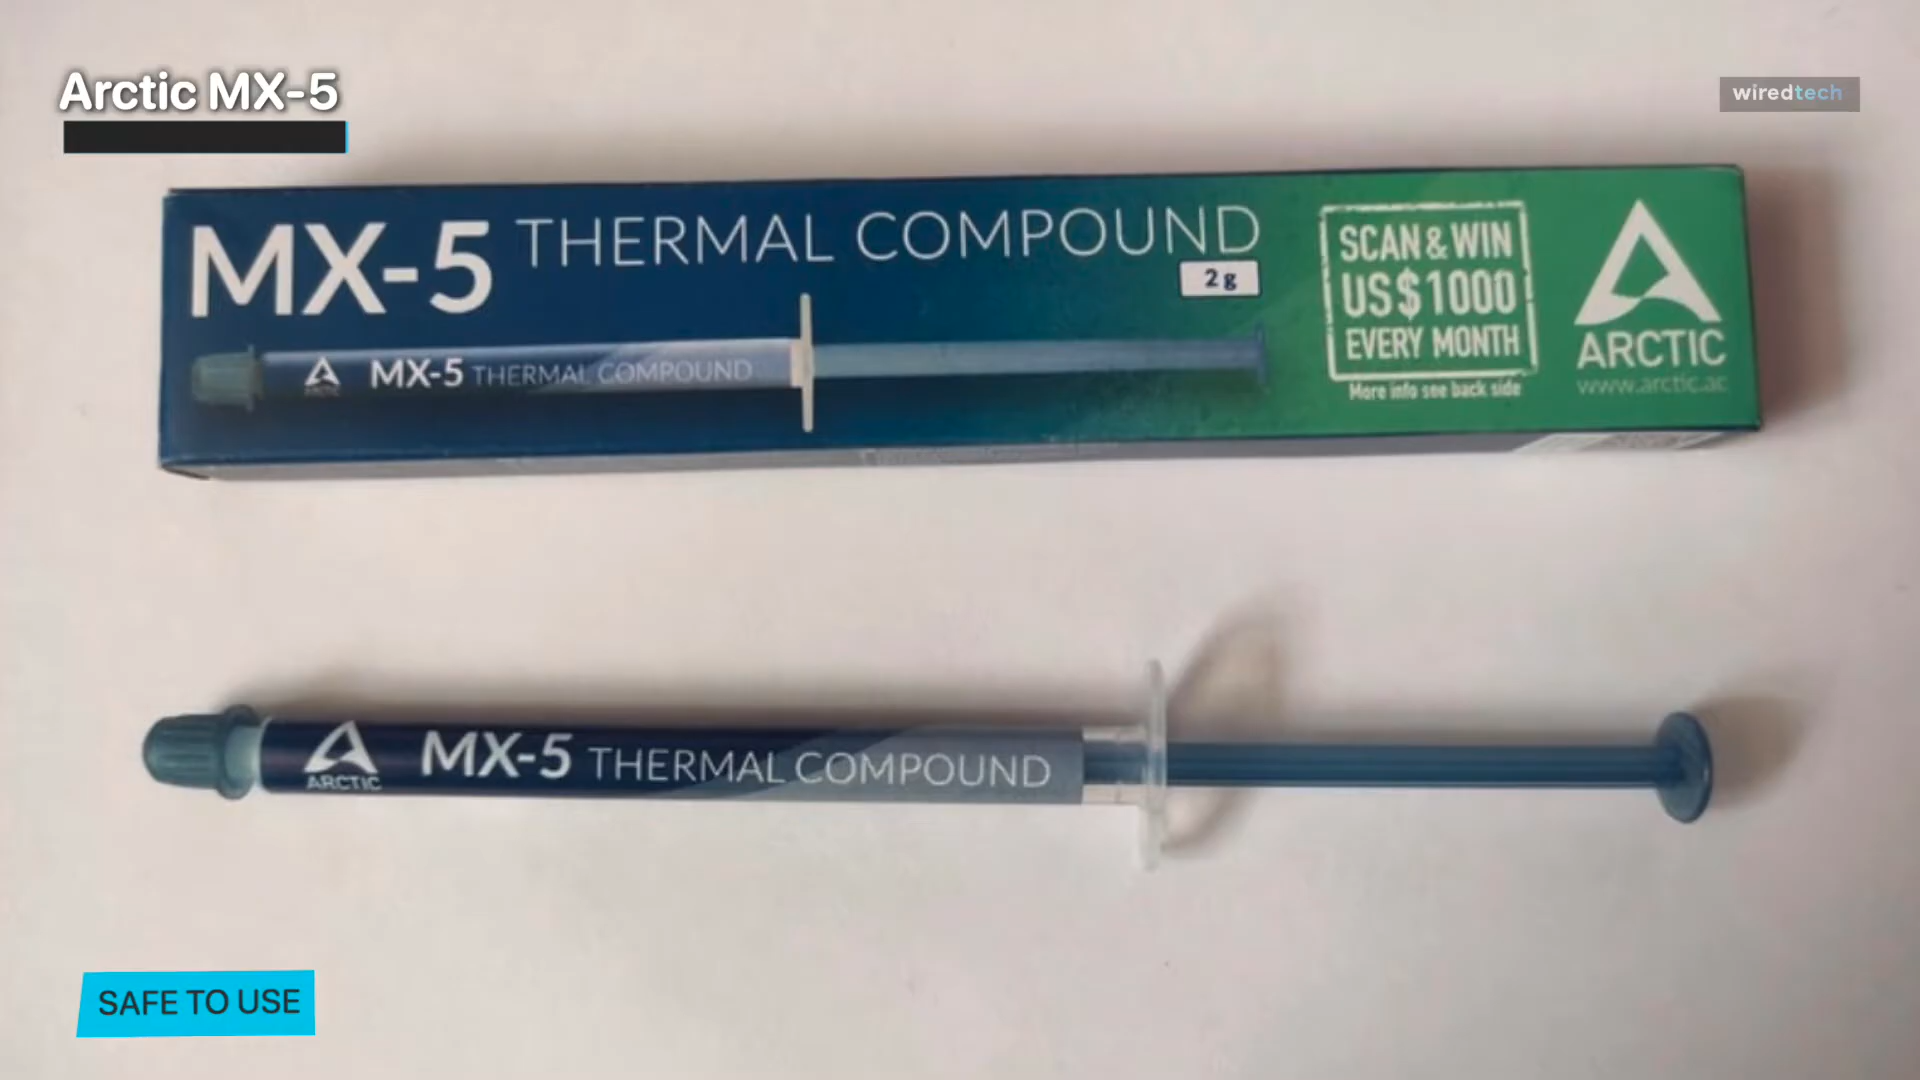 Arctic MX-5
wiredtech
MX-5 THERMAL COMPOUND
2g
SCAN & WIN
US$1000
EVERY MONTH
More info see back side
ARCTIC
www.arctic.ac
ARCTIC
MX-5 THERMAL COMPOUND
ARCTIC
MX-5 THERMAL COMPOUND
SAFE TO USE